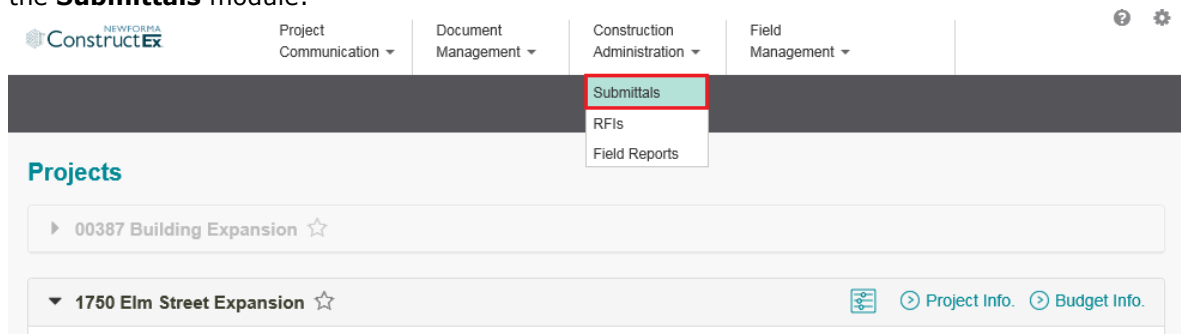 the Submittals module.
NEWFORMA
ConstructEx
Project
Communication
Document
Management
Construction
Administration
Field
Management
Submittals
RFIs
Field Reports
Projects
00387 Building Expansion
1750 Elm Street Expansion
Project Info.
Budget Info.